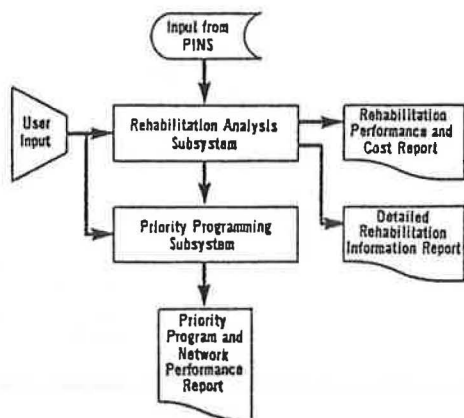 Input from
PINS
User
Input
Rehabilitation Analysis
Subsystem
Rehabilitation
Performance and
Cost Report
Priority Programming
Subsystem
Detailed
Rehabilitation
Information Report
Priority
Program and
Network
Performance
Report